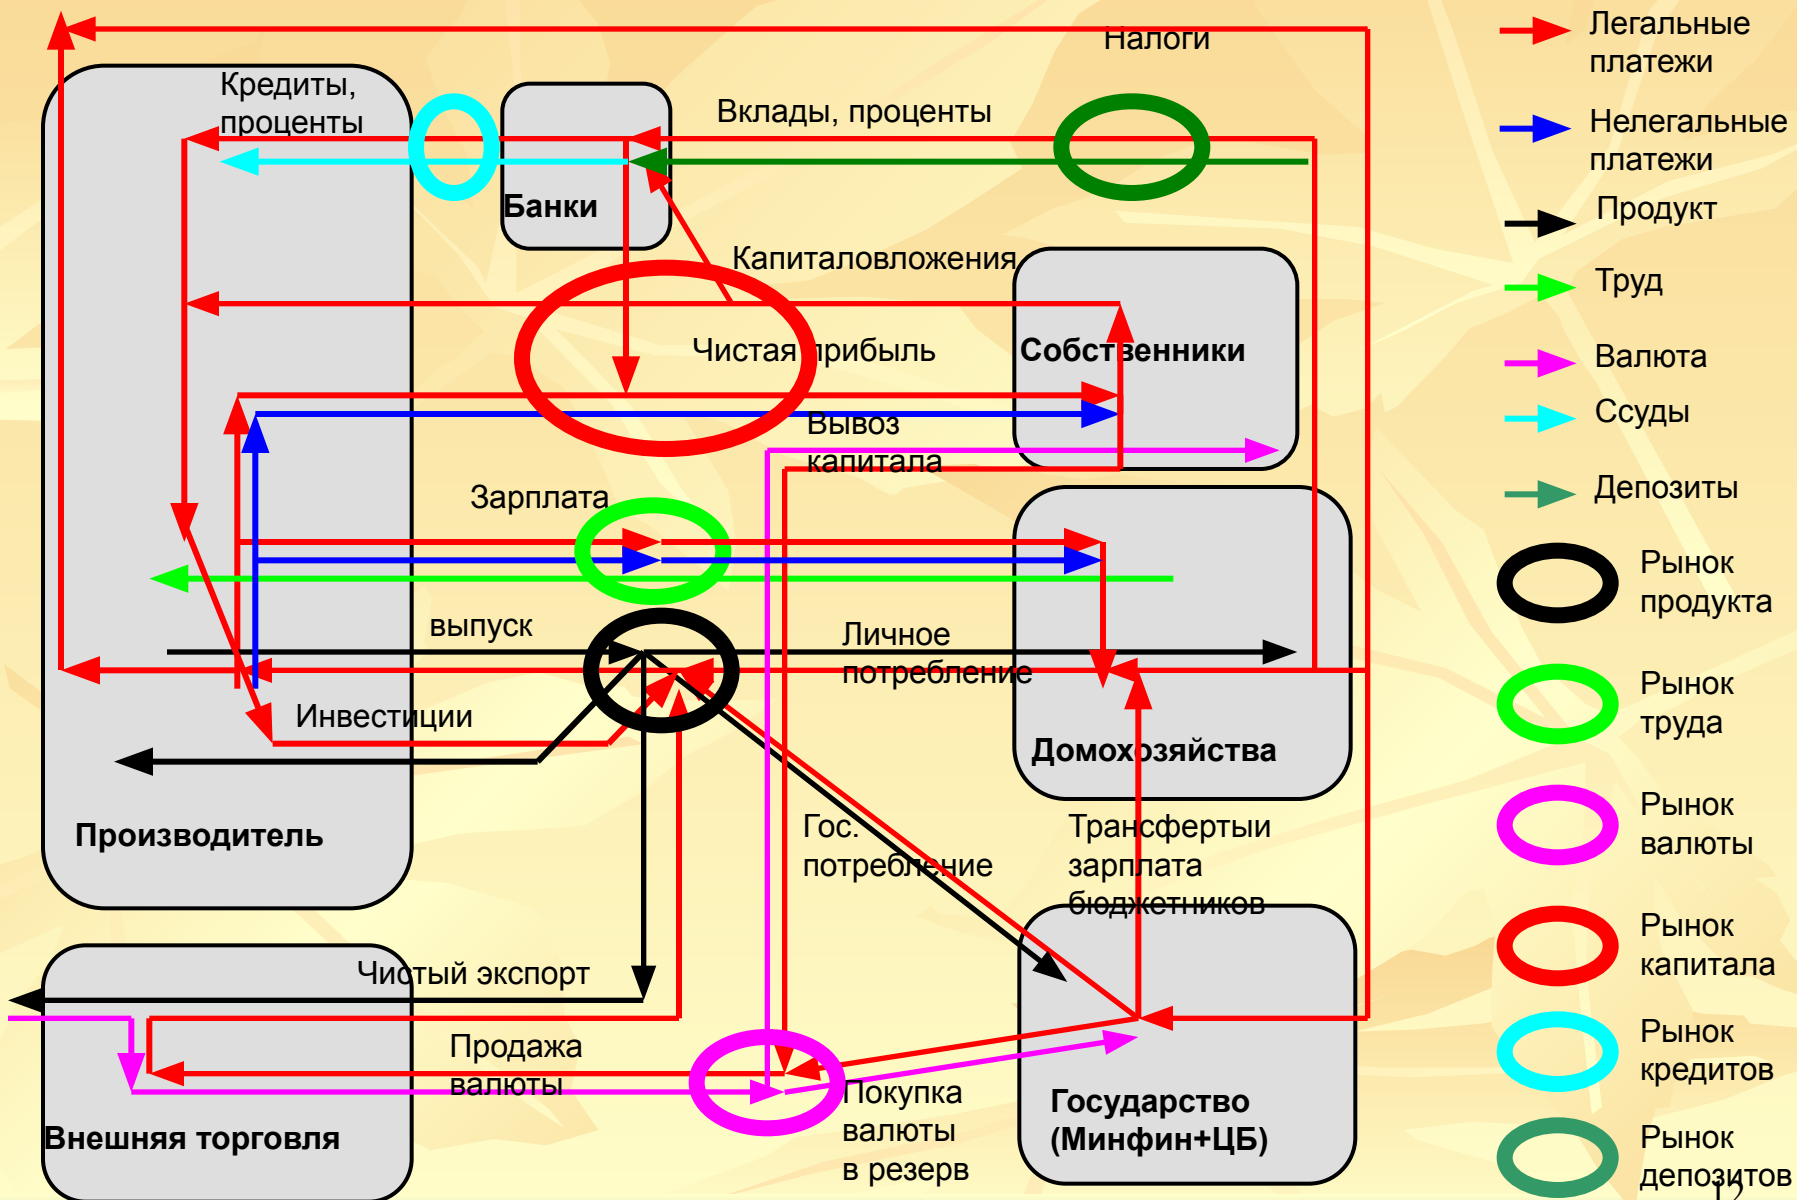 Налоги
Кредиты,
проценты
Вклады, проценты
Банки
Капиталовложения
Чистая прибыль
Собственники
Вывоз
капитала
Зарплата
выпуск
Личное
потребление
Инвестиции
Домохозяйства
Производитель
Гос.
потребление
Трансфертыи
зарплата
бюджетников
Чистый экспорт
Продажа
валюты
Покупка
валюты
в резерв
Государство
(Минфин+ЦБ)
Внешняя торговля
Легальные
платежи
Нелегальные
платежи
Продукт
Труд
Валюта
Ссуды
Депозиты
Рынок
продукта
Рынок
труда
Рынок
валюты
Рынок
капитала
Рынок
кредитов
Рынок
депозитов
12